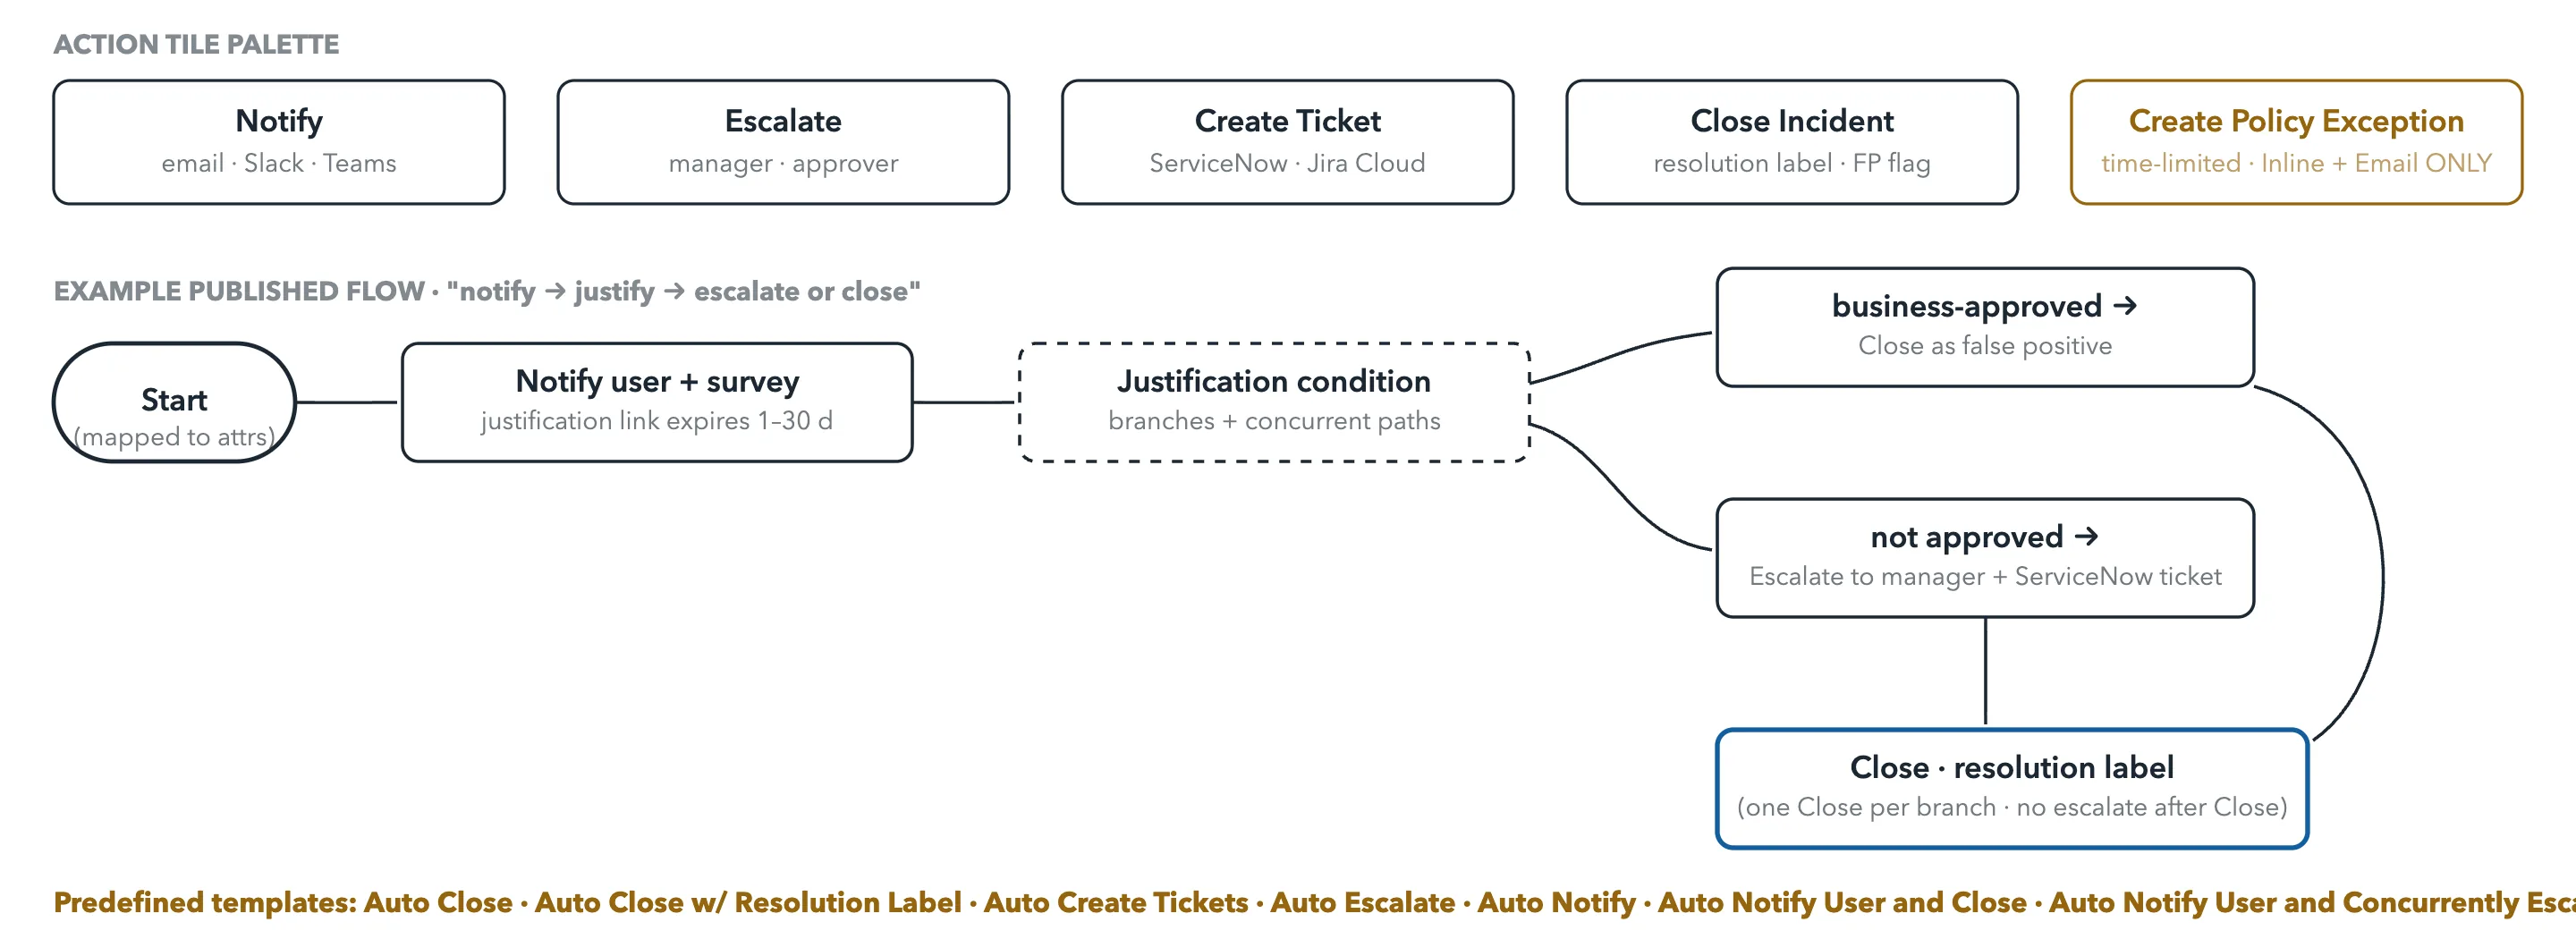 ACTION TILE PALETTE
Notify
email · Slack · Teams
Escalate
manager · approver
Create Ticket
ServiceNow · Jira Cloud
Close Incident
resolution label · FP flag
Create Policy Exception
time-limited · Inline + Email ONLY
EXAMPLE PUBLISHED FLOW · "notify → justify → escalate or close"
Start
(mapped to attrs)
Notify user + survey
justification link expires 1–30 d
Justification condition
branches + concurrent paths
business-approved →
Close as false positive
not approved →
Escalate to manager + ServiceNow ticket
Close · resolution label
(one Close per branch · no escalate after Close)
Predefined templates: Auto Close · Auto Close w/ Resolution Label · Auto Create Tickets · Auto Escalate · Auto Notify · Auto Notify User and Close · Auto Notify User and Concurrently